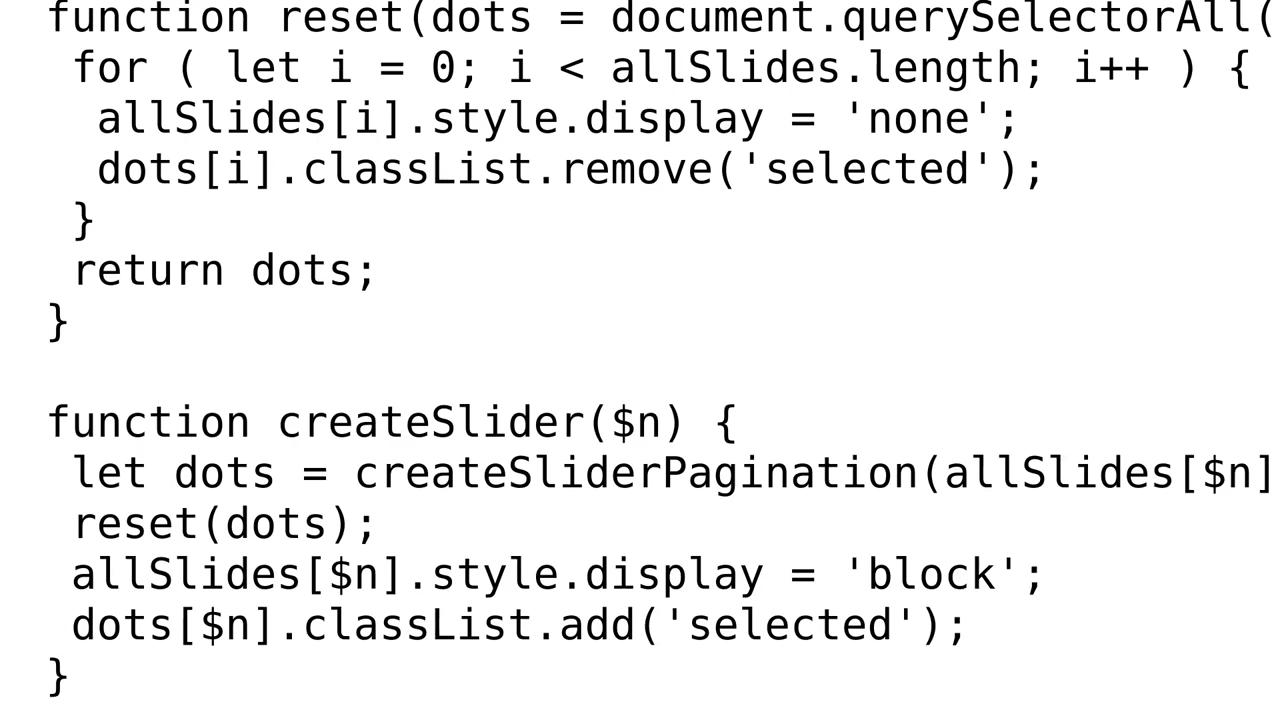 function reset(dots = document.querySelectorAll(
for ( let i = 0; i < allSlides.length; i++ ) {
allSlides[i].style.display = 'none';
dots[i].classList.remove('selected');
}
return dots;
}
function createSlider($n) {
let dots = createSliderPagination(allSlides[$n]
reset(dots);
allSlides[$n].style.display = 'block';
dots[$n].classList.add('selected');
}